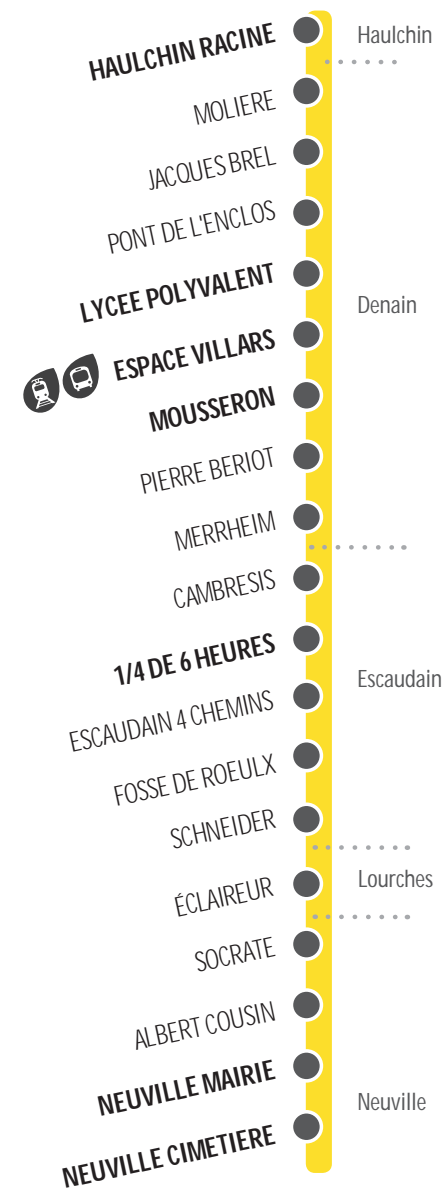 HAULCHIN RACINE
Haulchin
MOLIERE
JACQUES BREL
PONT DE L'ENCLOS
LYCEE POLYVALENT
Denain
ESPACE VILLARS
MOUSSERON
PIERRE BERIOT
MERRHEIM
CAMBRESIS
1/4 DE 6 HEURES
Escaudain
ESCAUDAIN 4 CHEMINS
FOSSE DE ROEULX
SCHNEIDER
Lourches
ÉCLAIREUR
SOCRATE
ALBERT COUSIN
NEUVILLE MAIRIE
Neuville
NEUVILLE CIMETIERE